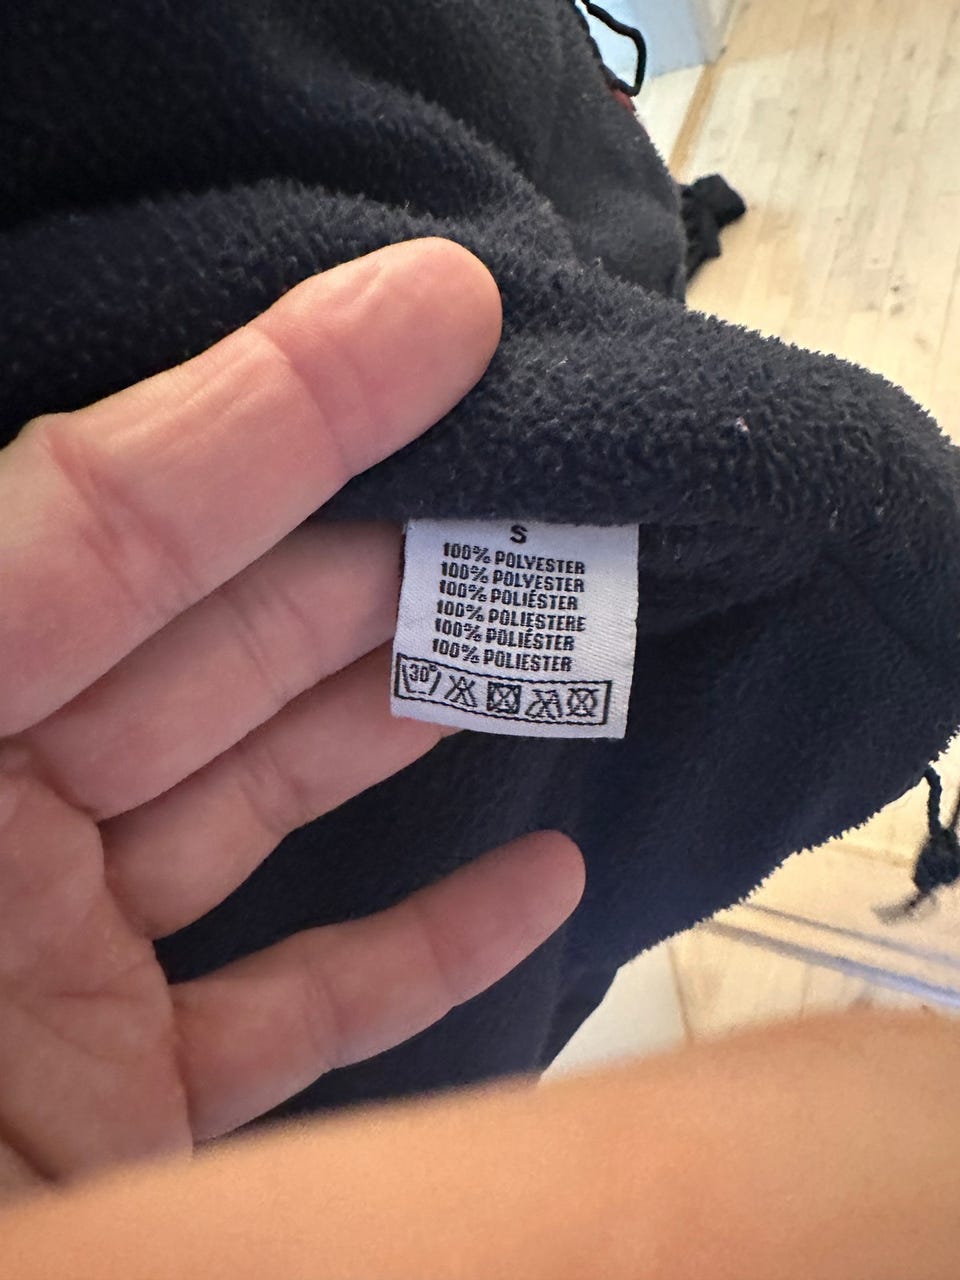 S
100% POLYESTER
100% POLYESTER
100% POLIÉSTER
100% POLIESTERE
100% POLIÉSTER
100% POLIESTER
30°